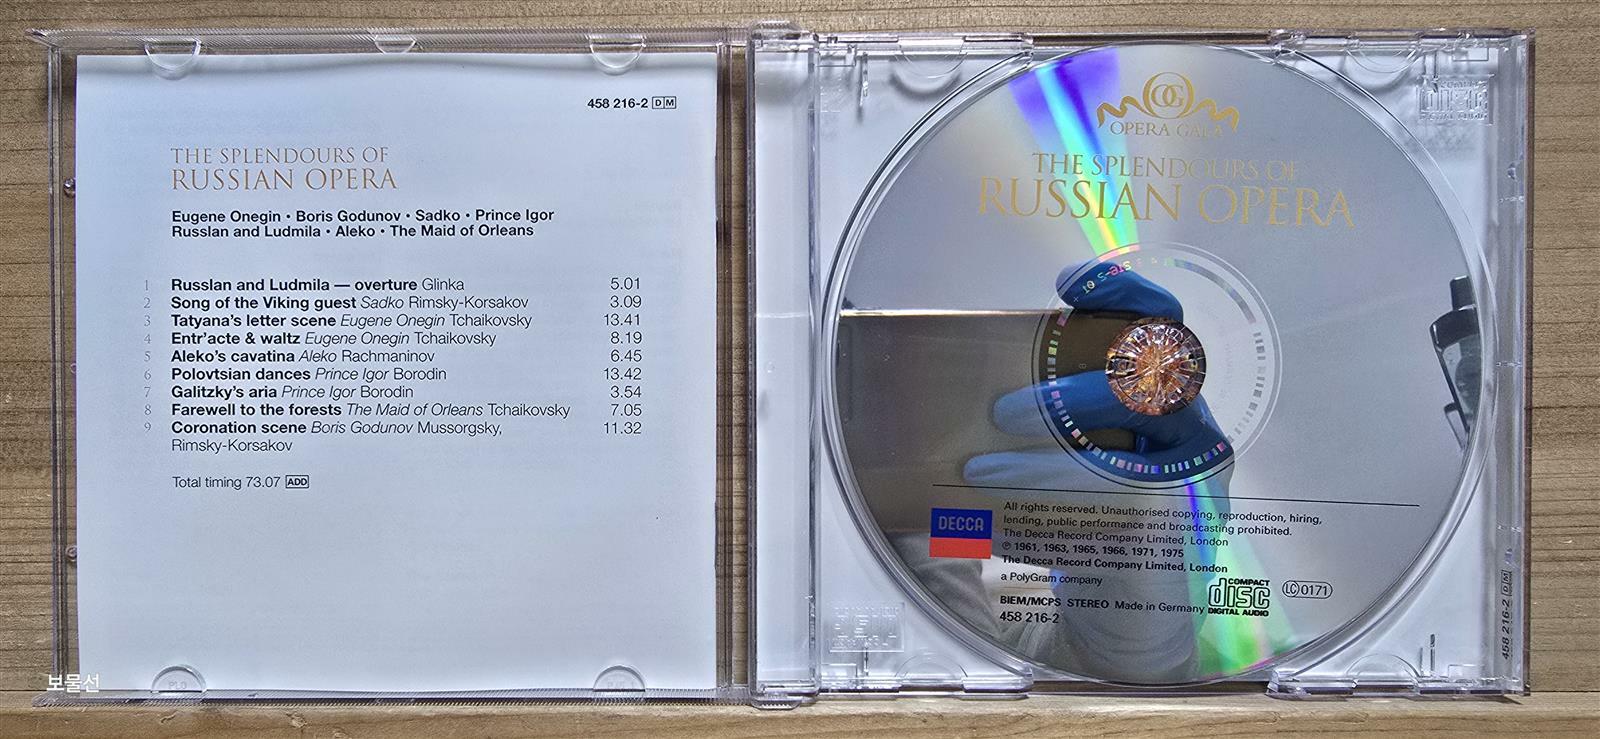 458 216-2 DM
THE SPLENDOURS OF
RUSSIAN OPERA
Eugene Onegin • Boris Godunov • Sadko • Prince Igor
Russlan and Ludmila • Aleko • The Maid of Orleans
1 Russlan and Ludmila — overture Glinka 5.01
2 Song of the Viking guest Sadko Rimsky-Korsakov 3.09
3 Tatyana's letter scene Eugene Onegin Tchaikovsky 13.41
4 Entr'acte & waltz Eugene Onegin Tchaikovsky 8.19
5 Aleko's cavatina Aleko Rachmaninov 6.45
6 Polovtsian dances Prince Igor Borodin 13.42
7 Galitzky's aria Prince Igor Borodin 3.54
8 Farewell to the forests The Maid of Orleans Tchaikovsky 7.05
9 Coronation scene Boris Godunov Mussorgsky, 11.32
Rimsky-Korsakov
Total timing 73.07 ADD
보물선
OG
OPERA GALA
THE SPLENDOURS OF
RUSSIAN OPERA
DECCA
All rights reserved. Unauthorised copying, reproduction, hiring,
lending, public performance and broadcasting prohibited.
The Decca Record Company Limited, London
℗ 1961, 1963, 1965, 1966, 1971, 1975
The Decca Record Company Limited, London
a PolyGram company
BIEM/MCPS STEREO Made in Germany
458 216-2
COMPACT
disc
DIGITAL AUDIO
LC 0171
COMPACT
disc
DIGITAL AUDIO
458 216-2 DM